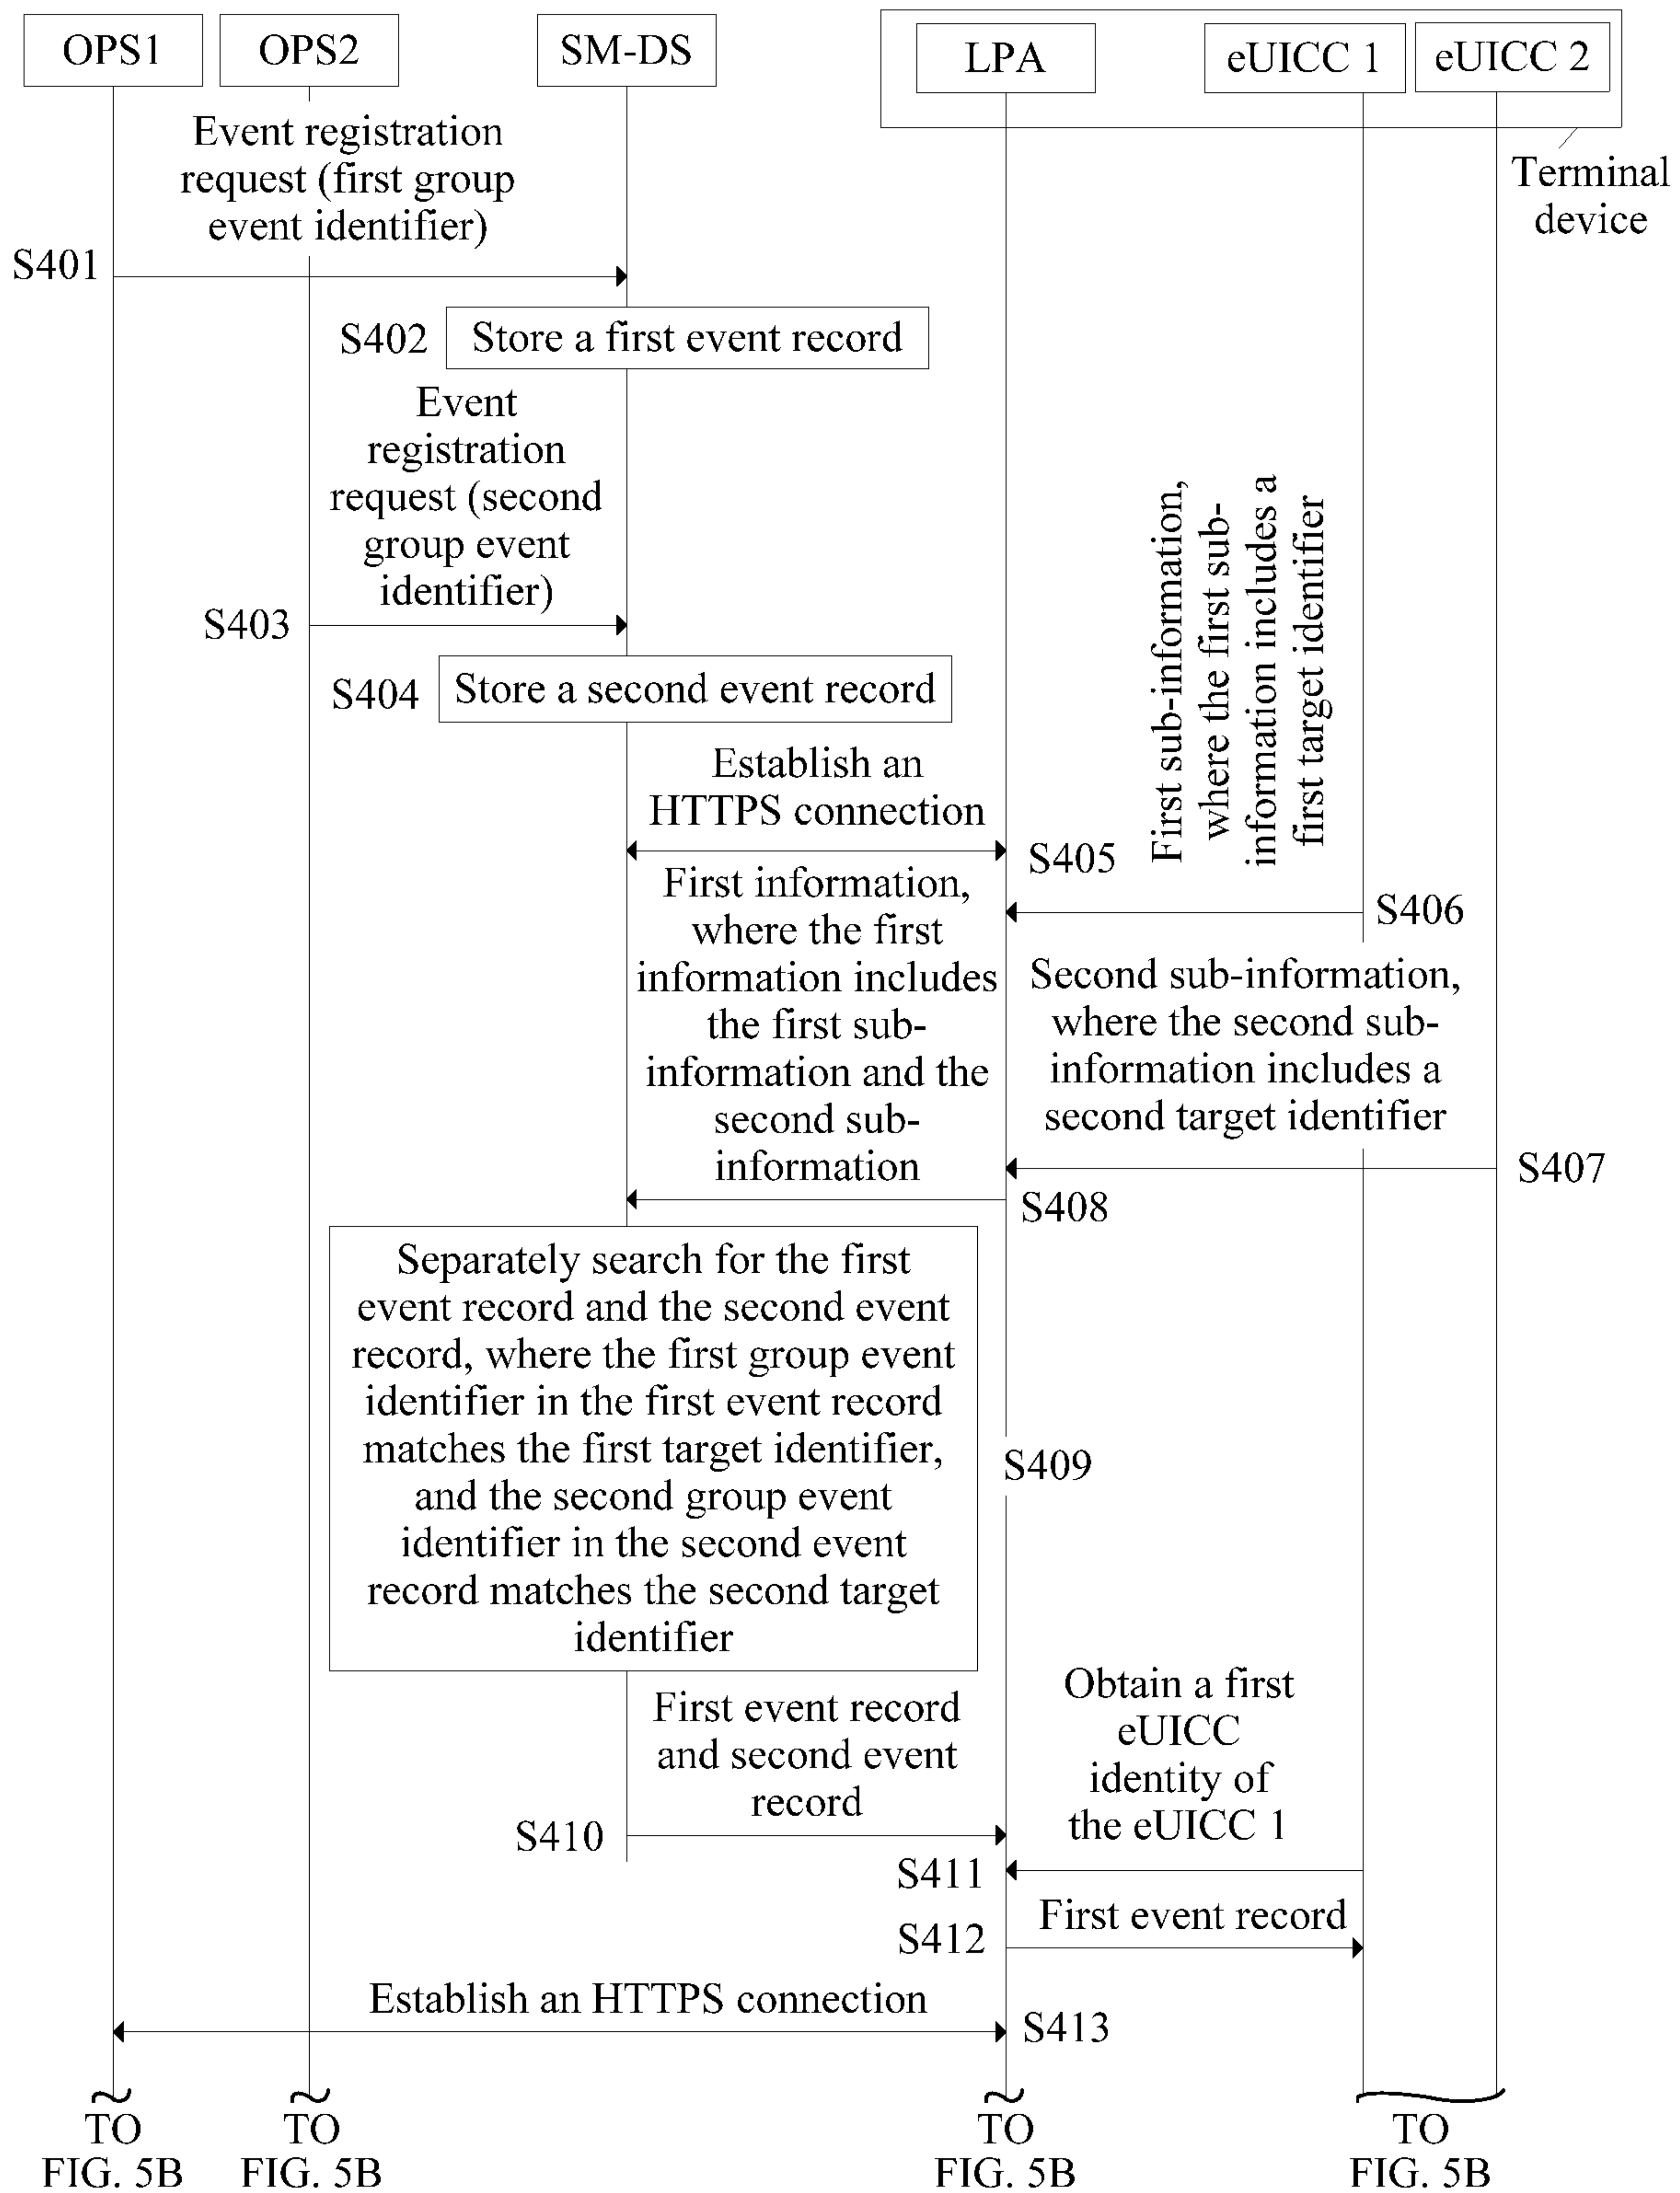 OPS1
OPS2
SM-DS
LPA
eUICC 1
eUICC 2
Terminal
device
Event registration
request (first group
event identifier)
S401
S402
Store a first event record
Event
registration
request (second
group event
identifier)
S403
S404
Store a second event record
Establish an
HTTPS connection
S405
First sub-information,
where the first sub-
information includes a
first target identifier
S406
First information,
where the first
information includes
the first sub-
information and the
second sub-
information
Second sub-information,
where the second sub-
information includes a
second target identifier
S407
S408
Separately search for the first
event record and the second event
record, where the first group event
identifier in the first event record
matches the first target identifier,
and the second group event
identifier in the second event
record matches the second target
identifier
S409
First event record
and second event
record
S410
Obtain a first
eUICC
identity of
the eUICC 1
S411
First event record
S412
Establish an HTTPS connection
S413
TO
FIG. 5B
TO
FIG. 5B
TO
FIG. 5B
TO
FIG. 5B